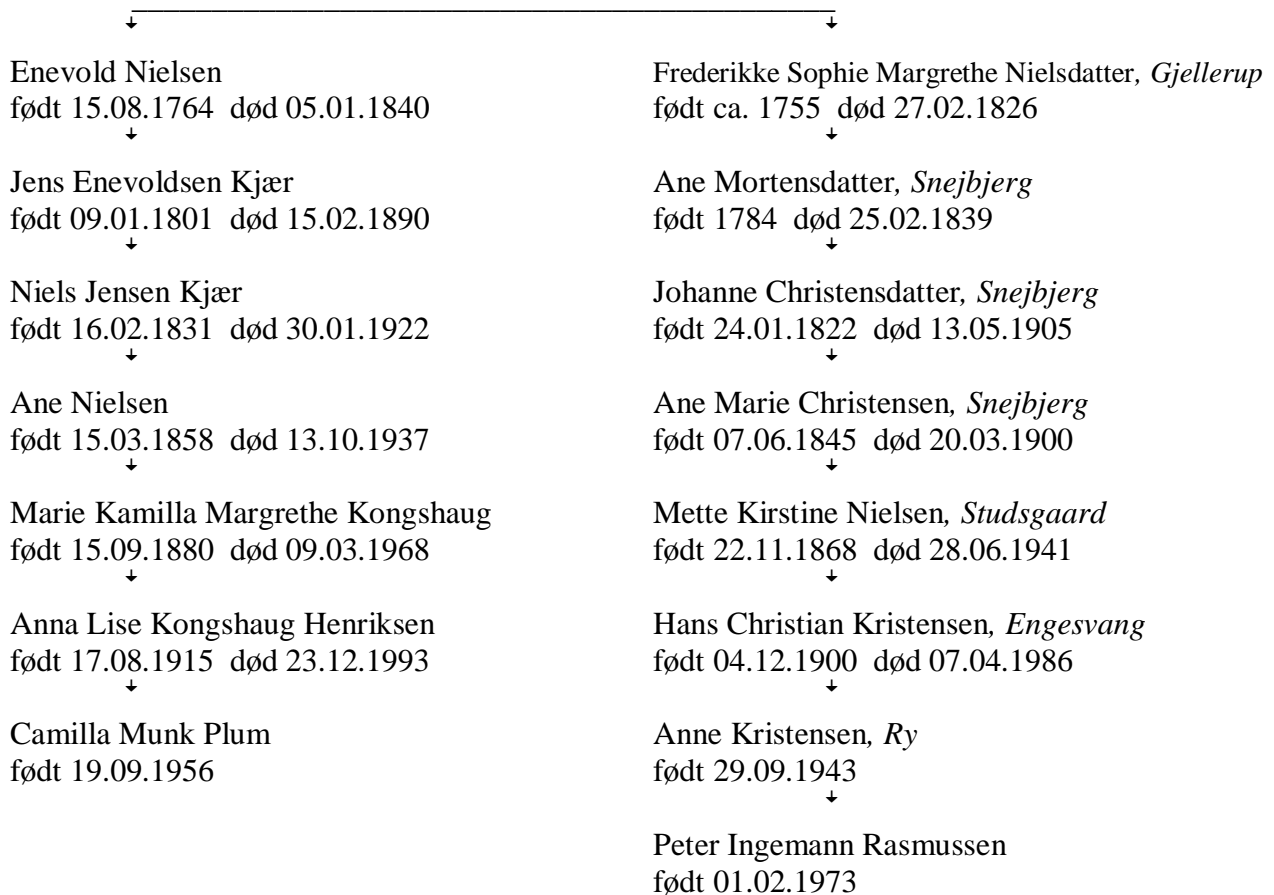 Enevold Nielsen
født 15.08.1764 død 05.01.1840
Jens Enevoldsen Kjær
født 09.01.1801 død 15.02.1890
Niels Jensen Kjær
født 16.02.1831 død 30.01.1922
Ane Nielsen
født 15.03.1858 død 13.10.1937
Marie Kamilla Margrethe Kongshaug
født 15.09.1880 død 09.03.1968
Anna Lise Kongshaug Henriksen
født 17.08.1915 død 23.12.1993
Camilla Munk Plum
født 19.09.1956
Frederikke Sophie Margrethe Nielsdatter, Gjellerup
født ca. 1755 død 27.02.1826
Ane Mortensdatter, Snejbjerg
født 1784 død 25.02.1839
Johanne Christensdatter, Snejbjerg
født 24.01.1822 død 13.05.1905
Ane Marie Christensen, Snejbjerg
født 07.06.1845 død 20.03.1900
Mette Kirstine Nielsen, Studsgaard
født 22.11.1868 død 28.06.1941
Hans Christian Kristensen, Engesvang
født 04.12.1900 død 07.04.1986
Anne Kristensen, Ry
født 29.09.1943
Peter Ingemann Rasmussen
født 01.02.1973